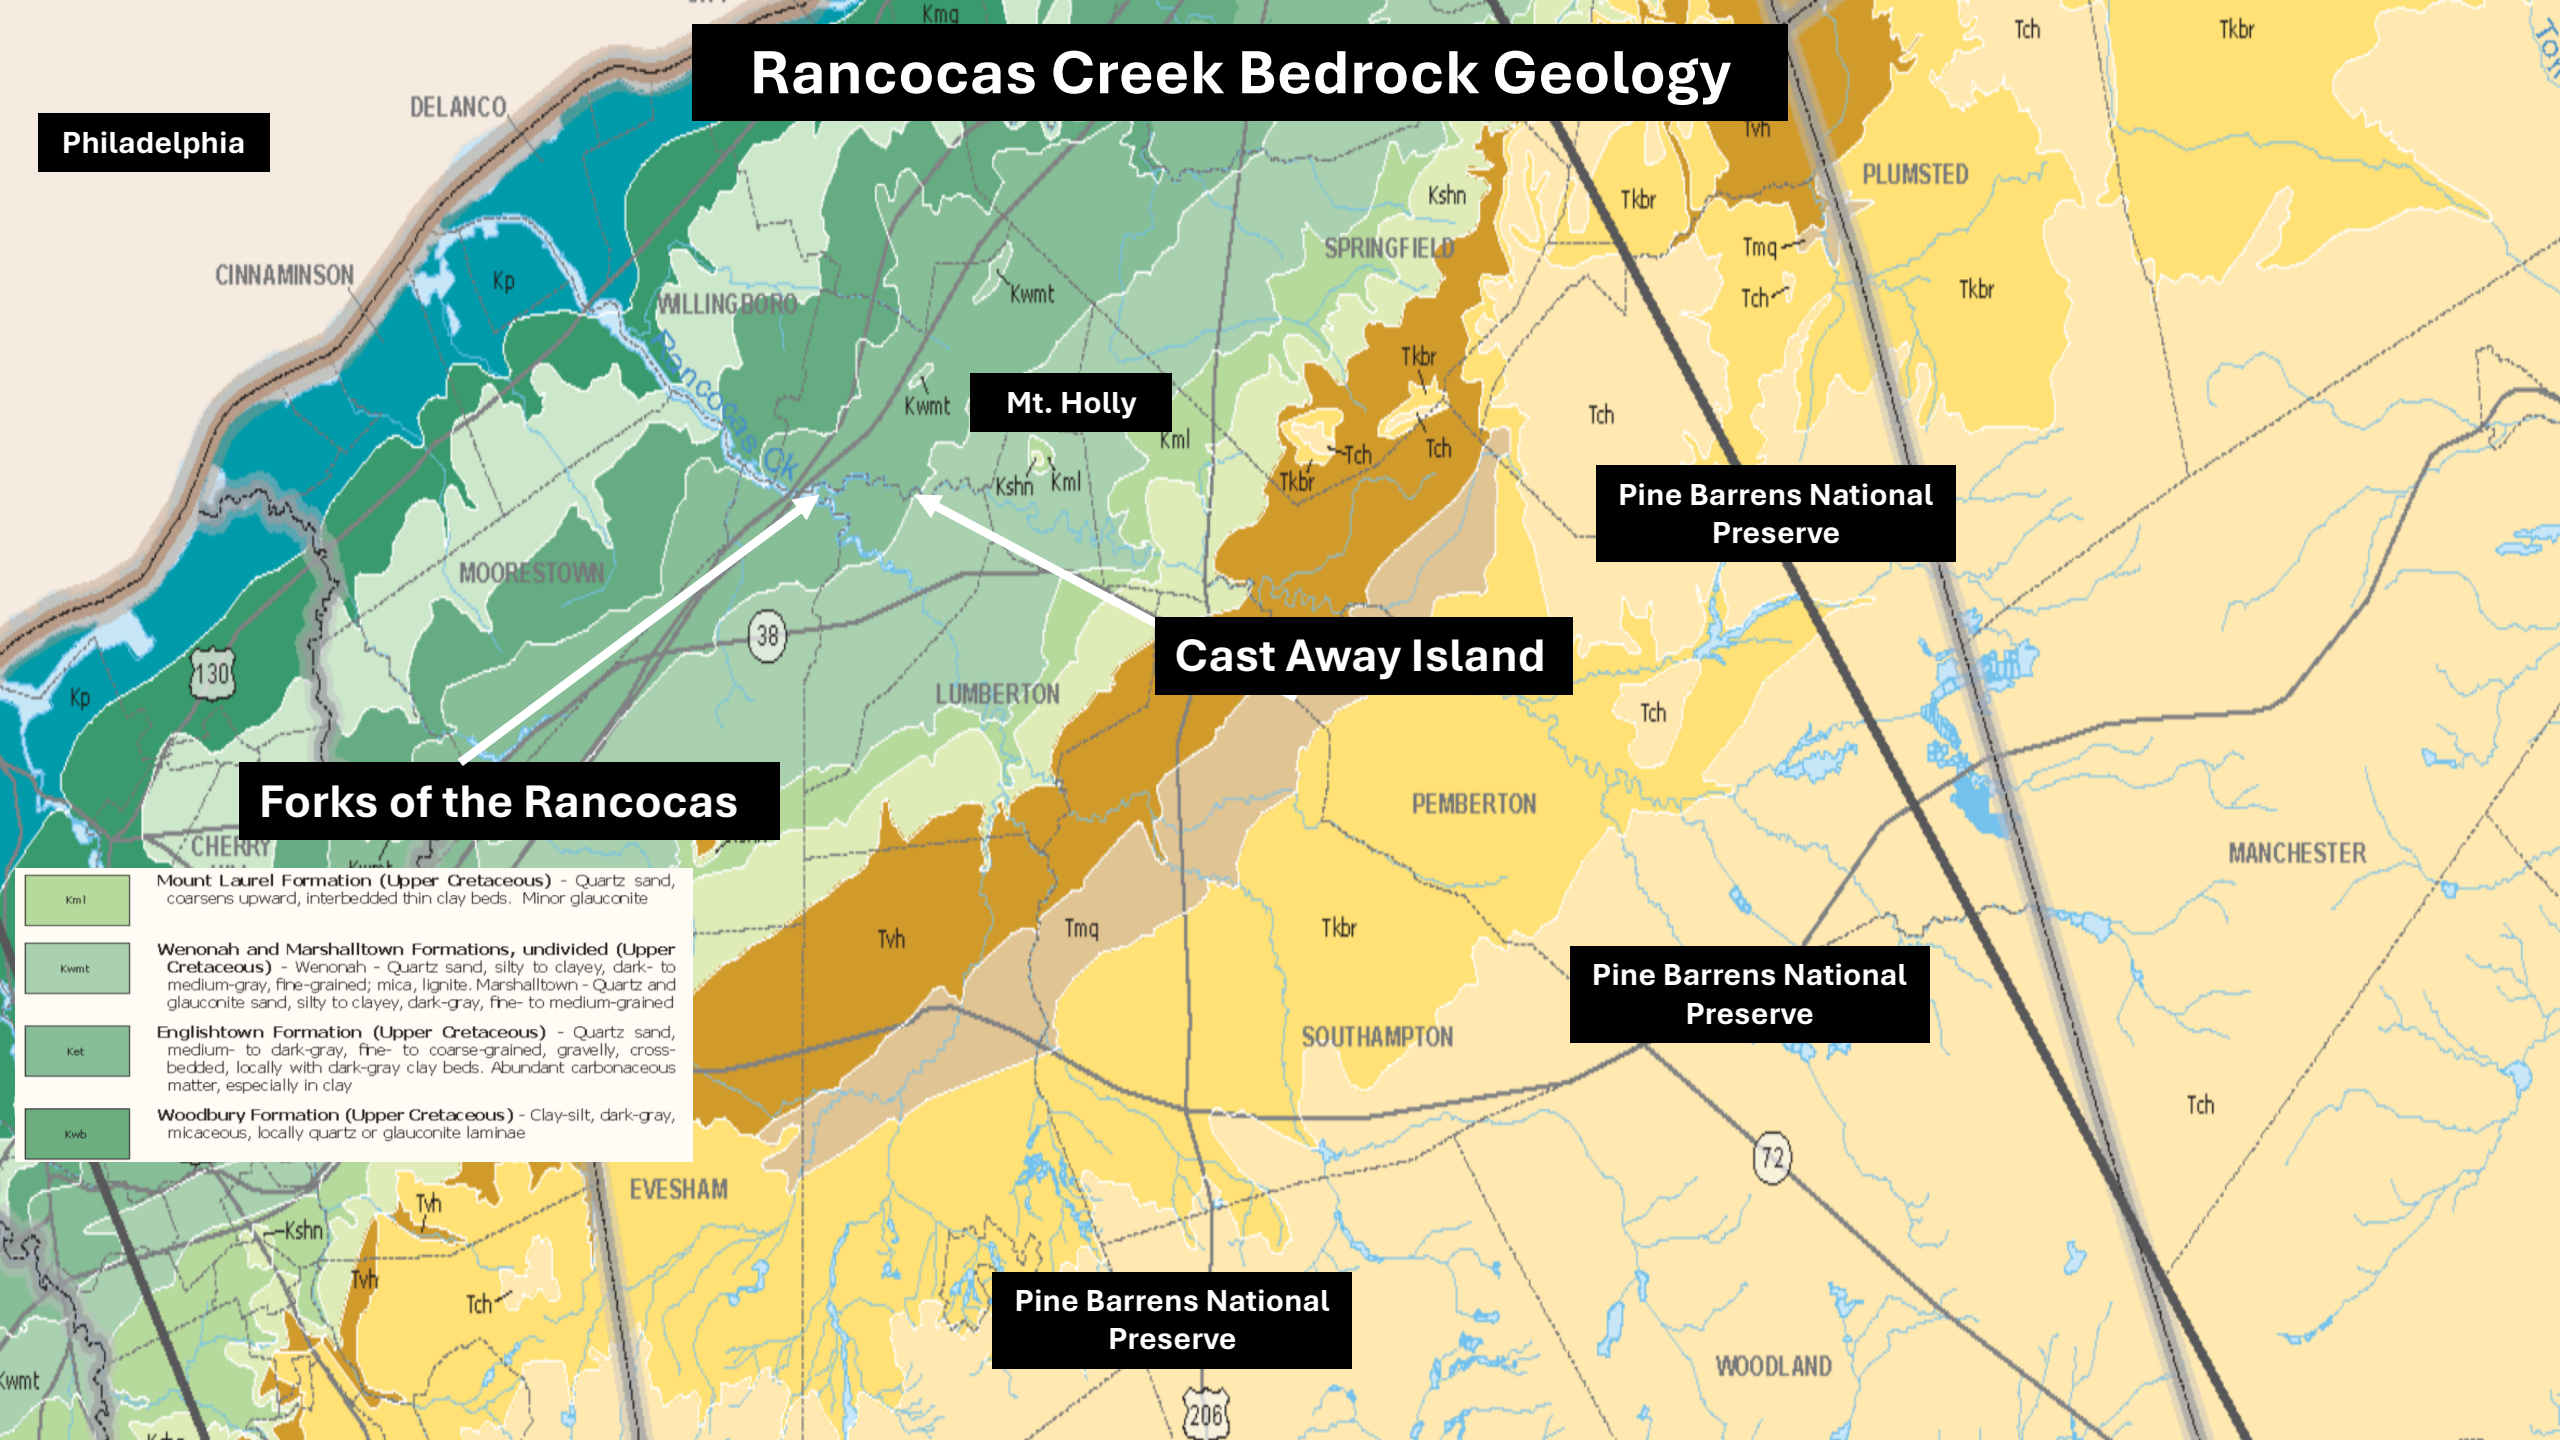 Kmg
Rancocas Creek Bedrock Geology
Tch
Tkbr
DELANCO
Philadelphia
Tvh
PLUMSTED
Kshn
Tkbr
SPRINGFIELD
Tmq
CINNAMINSON
Kp
Kwmt
Tch
Tkbr
WILLINGBORO
Rancocas Ck
Tkbr
Kwmt
Mt. Holly
Tch
Kml
Tch
Tch
Kshn
Kml
Tkbr
Pine Barrens National
Preserve
MOORESTOWN
38
130
Cast Away Island
Kp
LUMBERTON
Tch
Forks of the Rancocas
PEMBERTON
CHERRY
MANCHESTER
Kwmt
Kml
Mount Laurel Formation (Upper Cretaceous) - Quartz sand,
coarsens upward, interbedded thin clay beds. Minor glauconite
Kwmt
Wenonah and Marshalltown Formations, undivided (Upper
Cretaceous) - Wenonah - Quartz sand, silty to clayey, dark- to
medium-gray, fine-grained; mica, lignite. Marshalltown - Quartz and
glauconite sand, silty to clayey, dark-gray, fine- to medium-grained
Ket
Englishtown Formation (Upper Cretaceous) - Quartz sand,
medium- to dark-gray, fine- to coarse-grained, gravelly, cross-
bedded, locally with dark-gray clay beds. Abundant carbonaceous
matter, especially in clay
Kwb
Woodbury Formation (Upper Cretaceous) - Clay-silt, dark-gray,
micaceous, locally quartz or glauconite laminae
Tvh
Tmq
Tkbr
Pine Barrens National
Preserve
SOUTHAMPTON
Tch
72
EVESHAM
Tvh
Kshn
Tvh
Tch
Pine Barrens National
Preserve
Kwmt
WOODLAND
206